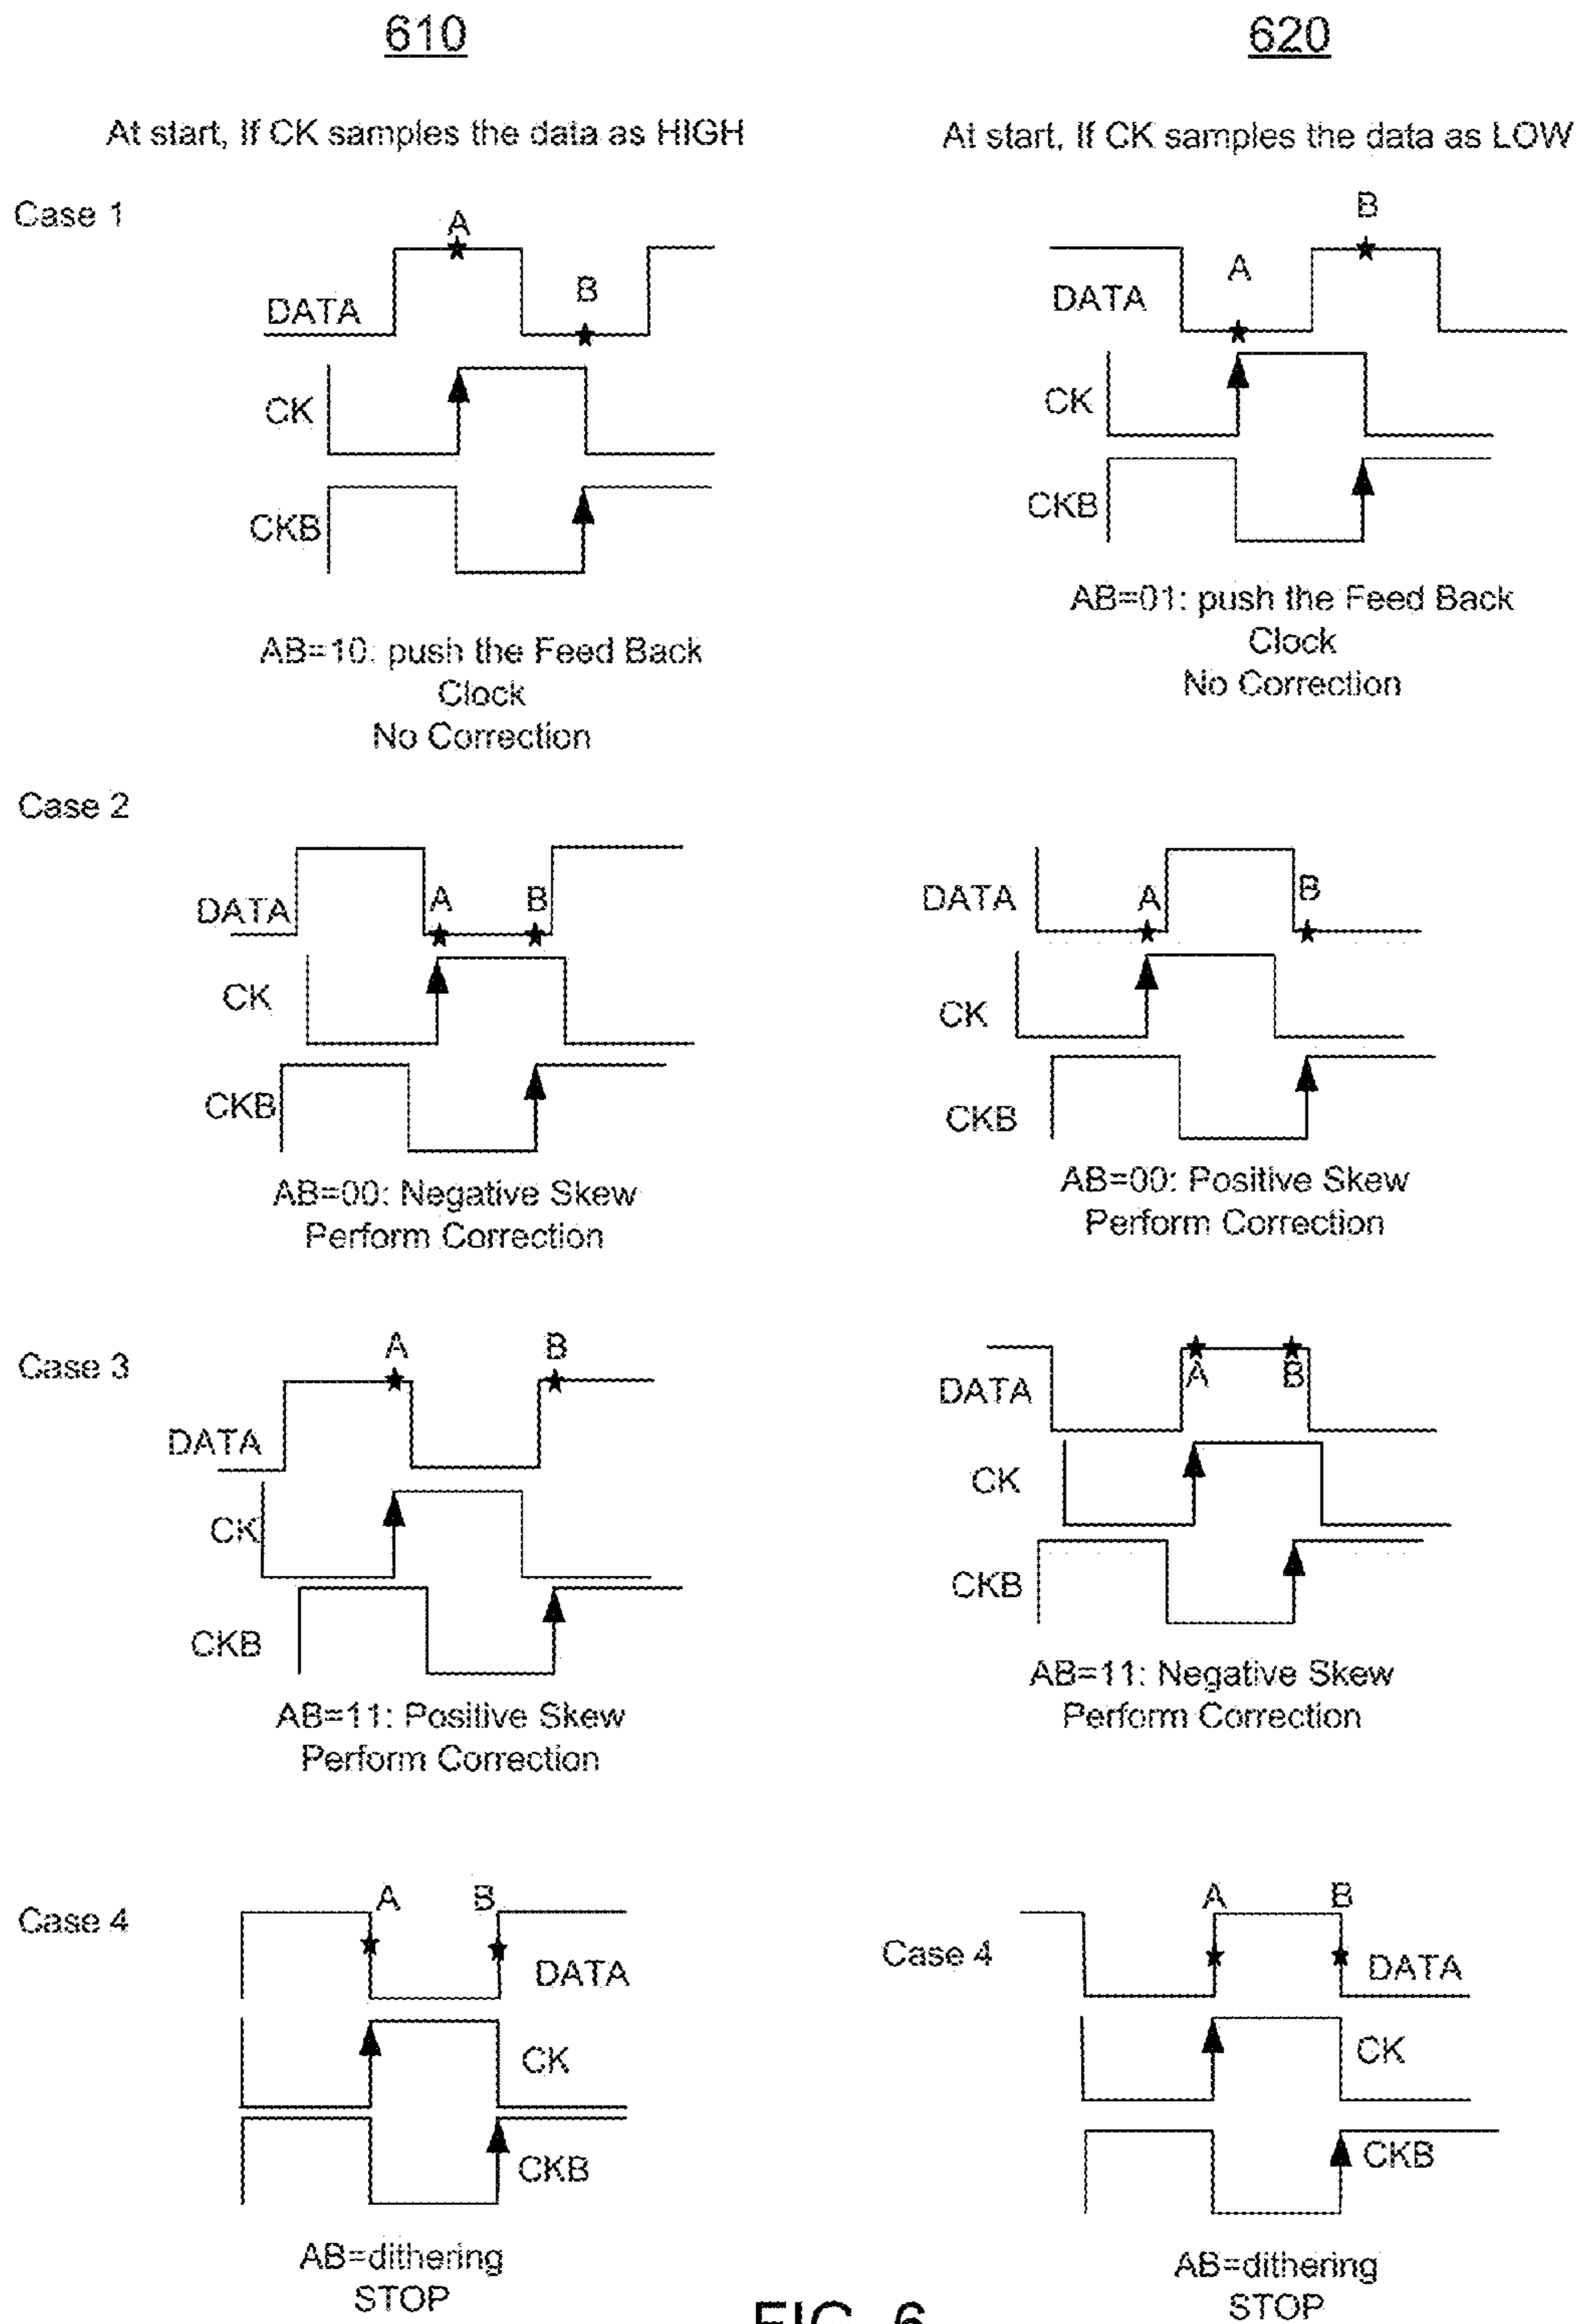 610
620
At start, If CK samples the data as HIGH
At start, If CK samples the data as LOW
Case 1
A
B
DATA
CK
CKB
AB=10: push the Feed Back
Clock
No Correction
B
A
DATA
CK
CKB
AB=01: push the Feed Back
Clock
No Correction
Case 2
A
B
DATA
CK
CKB
AB=00: Negative Skew
Perform Correction
A
B
DATA
CK
CKB
AB=00: Positive Skew
Perform Correction
Case 3
A
B
DATA
CK
CKB
AB=11: Positive Skew
Perform Correction
A
B
DATA
CK
CKB
AB=11: Negative Skew
Perform Correction
Case 4
A
B
DATA
CK
CKB
AB=dithering
STOP
Case 4
A
B
DATA
CK
CKB
AB=dithering
STOP
FIG. 6